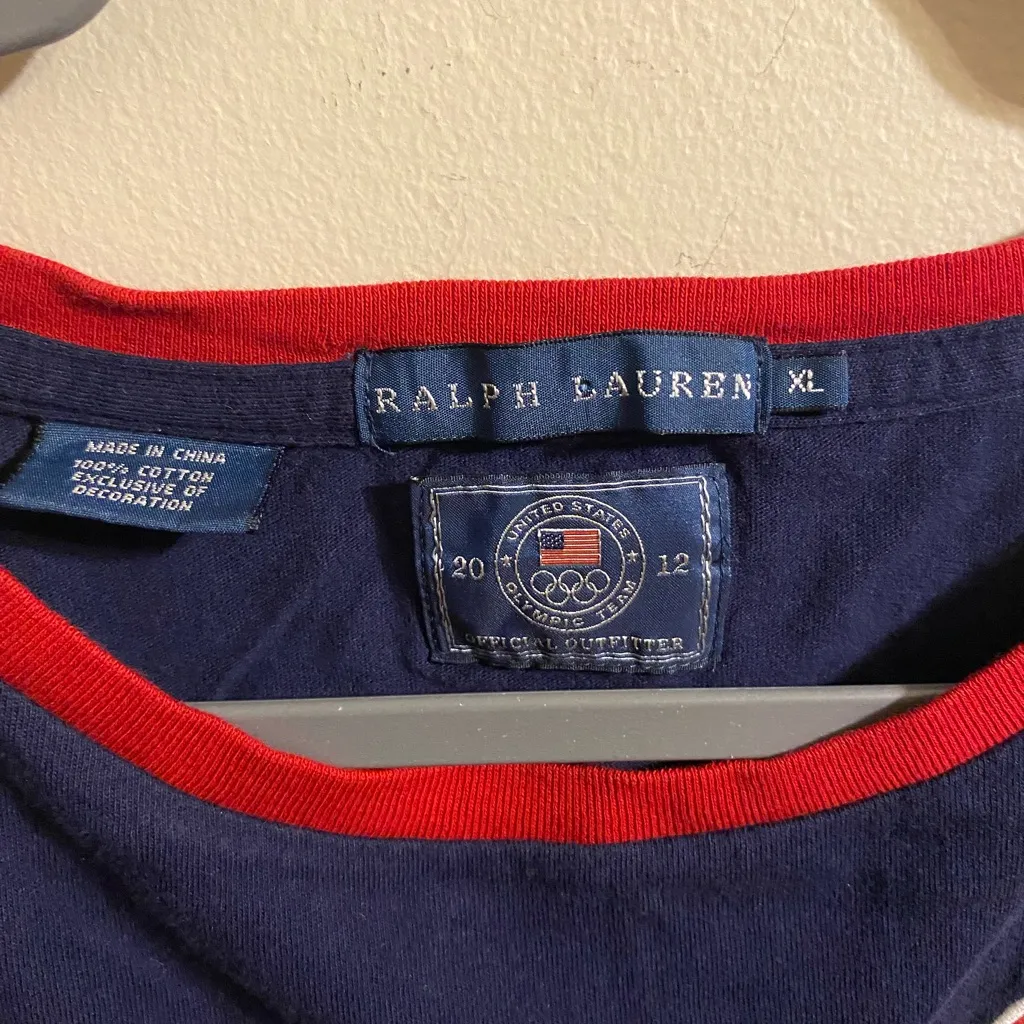 RALPH LAUREN
XL
MADE IN CHINA
100% COTTON
EXCLUSIVE OF
DECORATION
UNITED STATES
20 12
OLYMPIC TEAM
OFFICIAL OUTFITTER